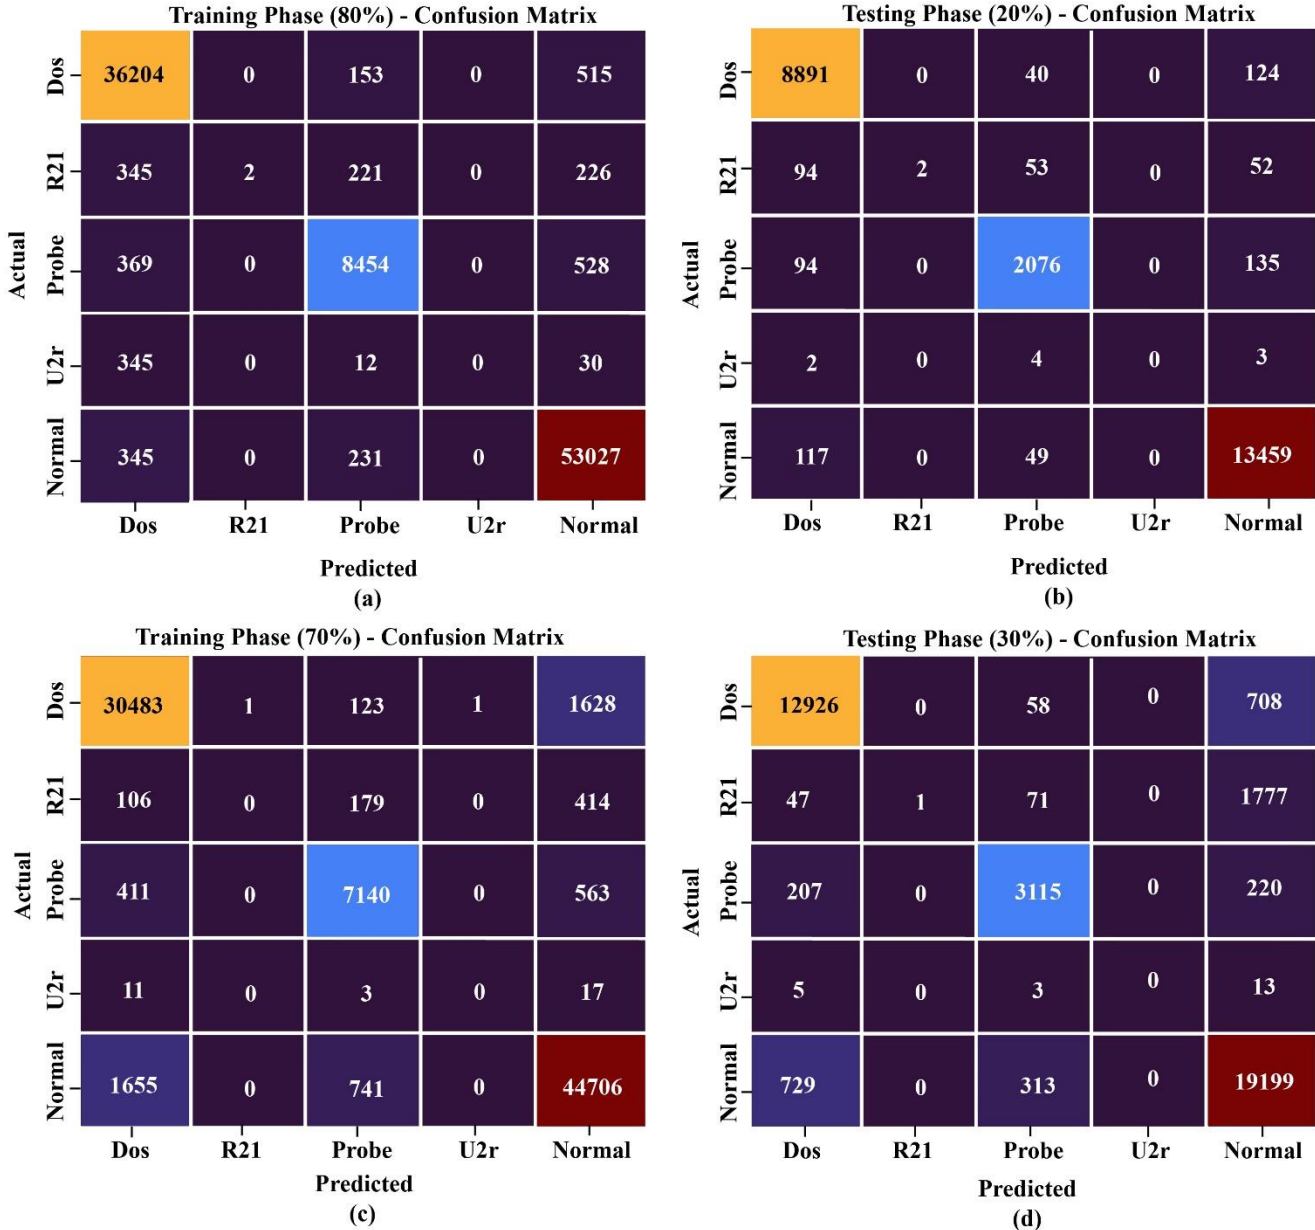 Training Phase (80%) - Confusion Matrix
Actual
Dos 36204 0 153 0 515
R21 345 2 221 0 226
Probe 369 0 8454 0 528
U2r 345 0 12 0 30
Normal 345 0 231 0 53027
Dos R21 Probe U2r Normal
Predicted
(a)
Testing Phase (20%) - Confusion Matrix
Actual
Dos 8891 0 40 0 124
R21 94 2 53 0 52
Probe 94 0 2076 0 135
U2r 2 0 4 0 3
Normal 117 0 49 0 13459
Dos R21 Probe U2r Normal
Predicted
(b)
Training Phase (70%) - Confusion Matrix
Actual
Dos 30483 1 123 1 1628
R21 106 0 179 0 414
Probe 411 0 7140 0 563
U2r 11 0 3 0 17
Normal 1655 0 741 0 44706
Dos R21 Probe U2r Normal
Predicted
(c)
Testing Phase (30%) - Confusion Matrix
Actual
Dos 12926 0 58 0 708
R21 47 1 71 0 1777
Probe 207 0 3115 0 220
U2r 5 0 3 0 13
Normal 729 0 313 0 19199
Dos R21 Probe U2r Normal
Predicted
(d)